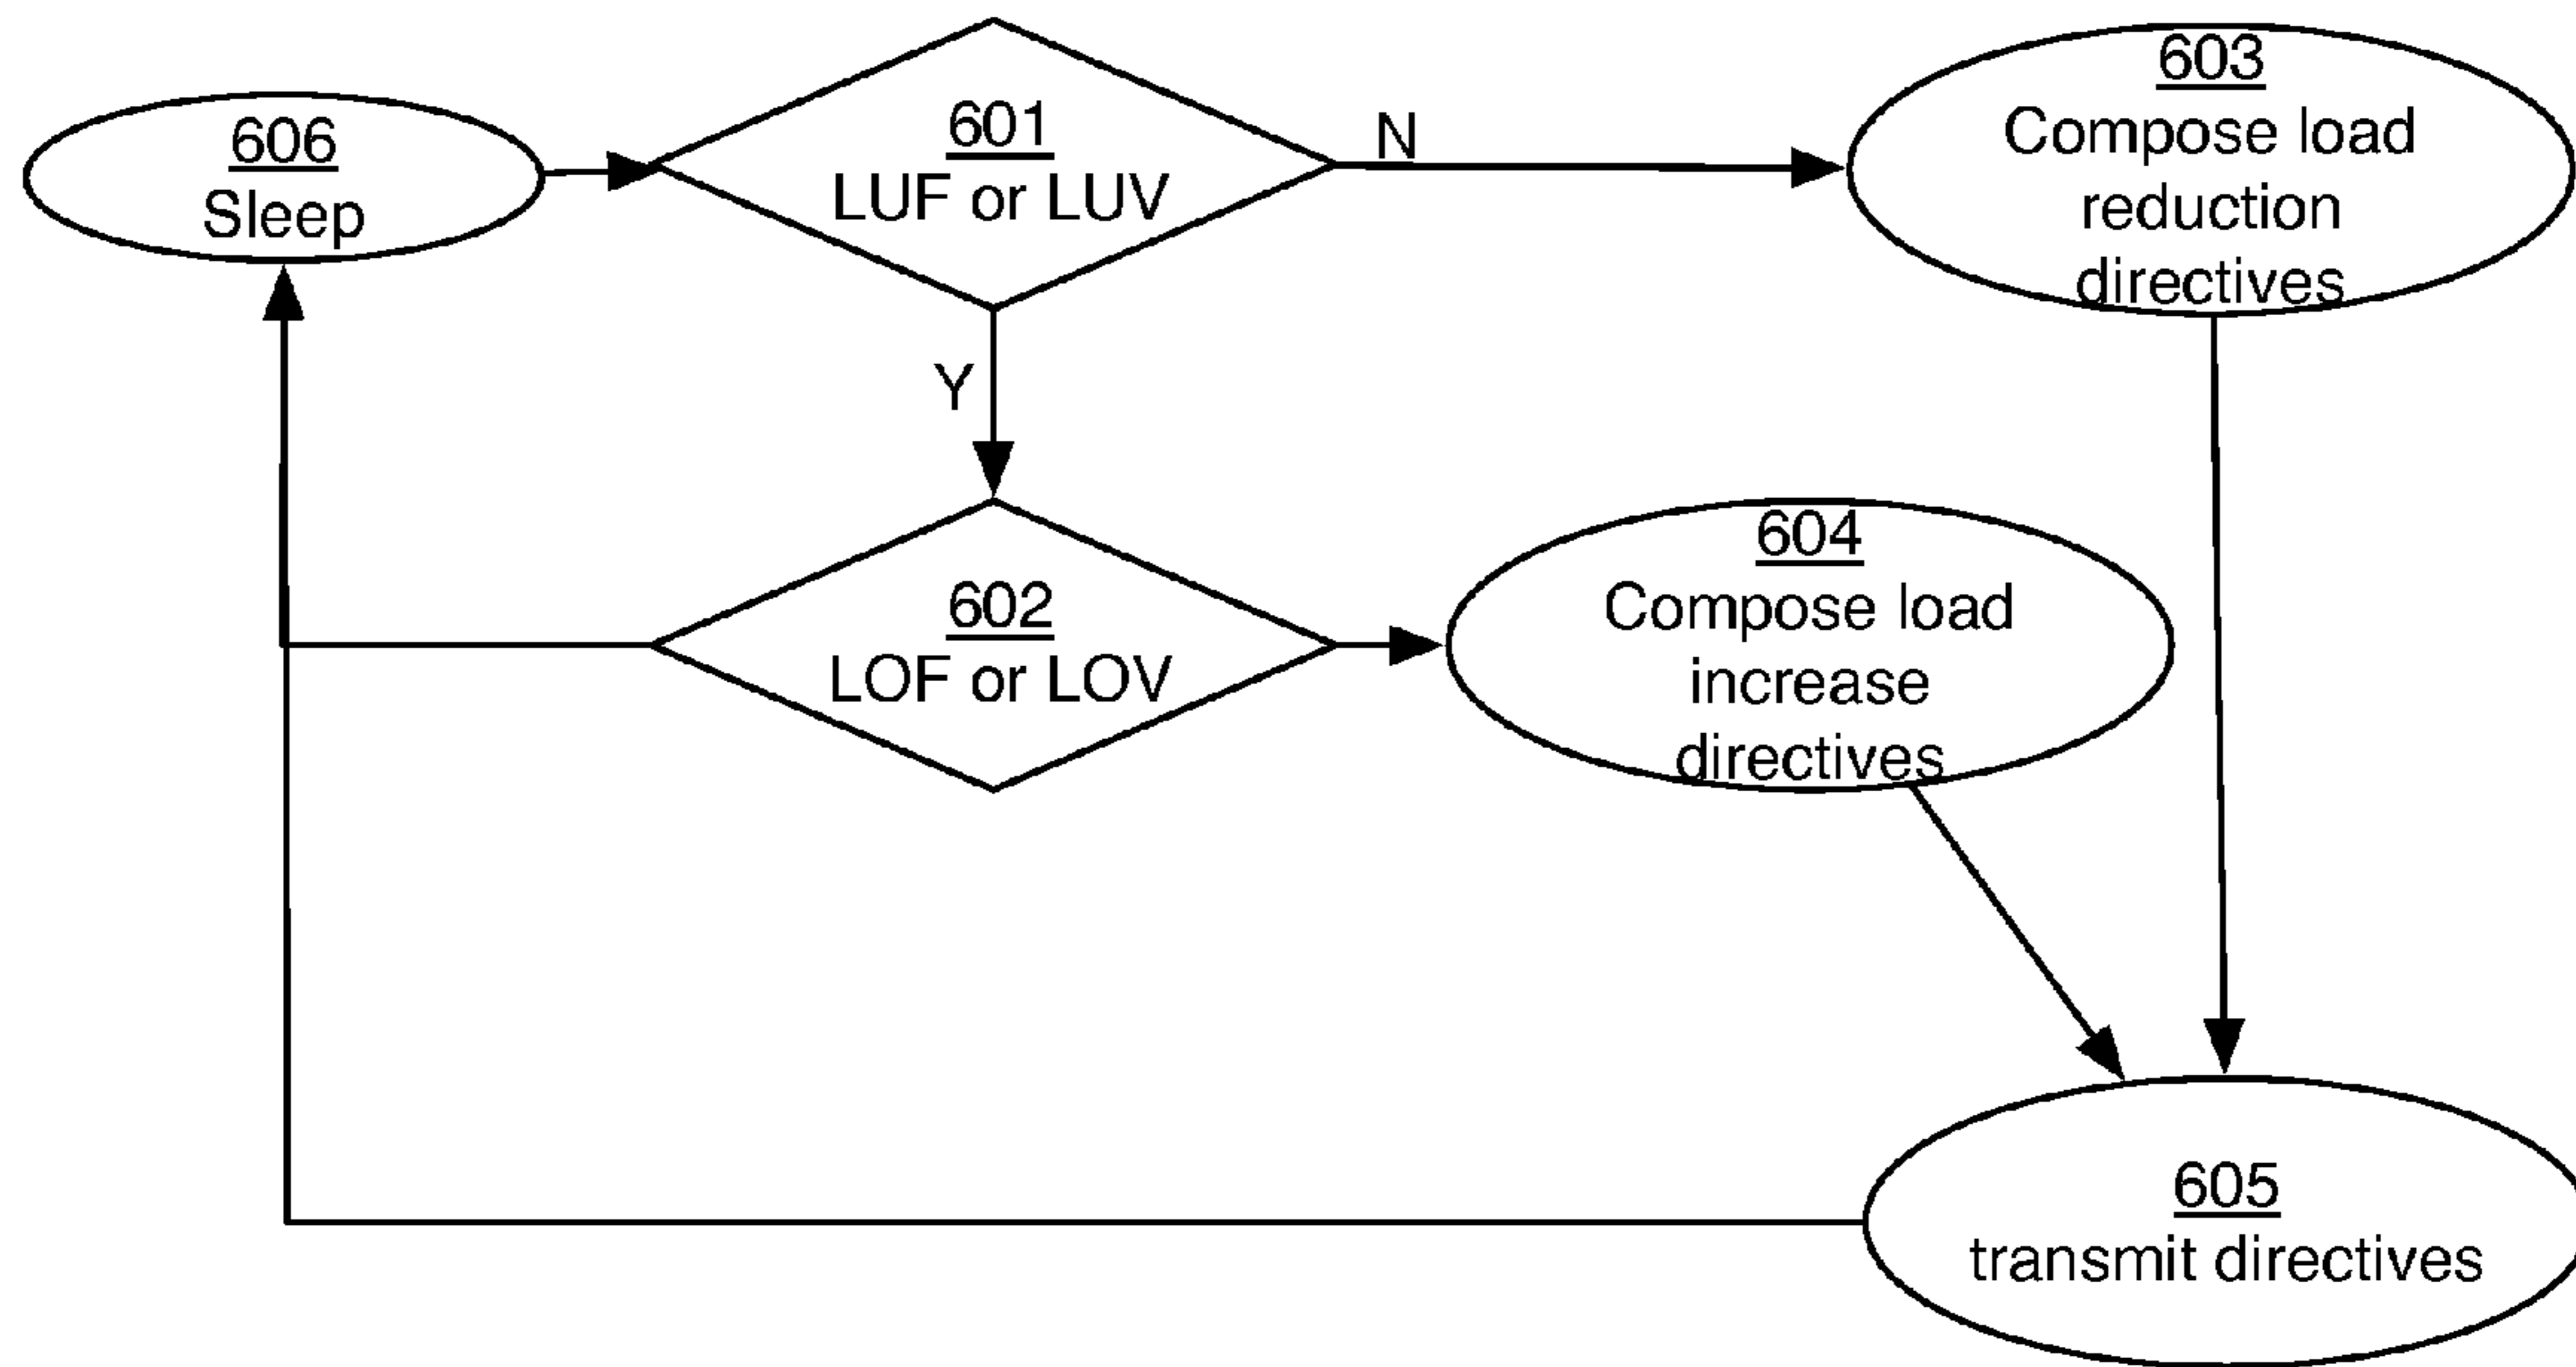 606
Sleep
601
LUF or LUV
N
603
Compose load
reduction
directives
Y
602
LOF or LOV
604
Compose load
increase
directives
605
transmit directives